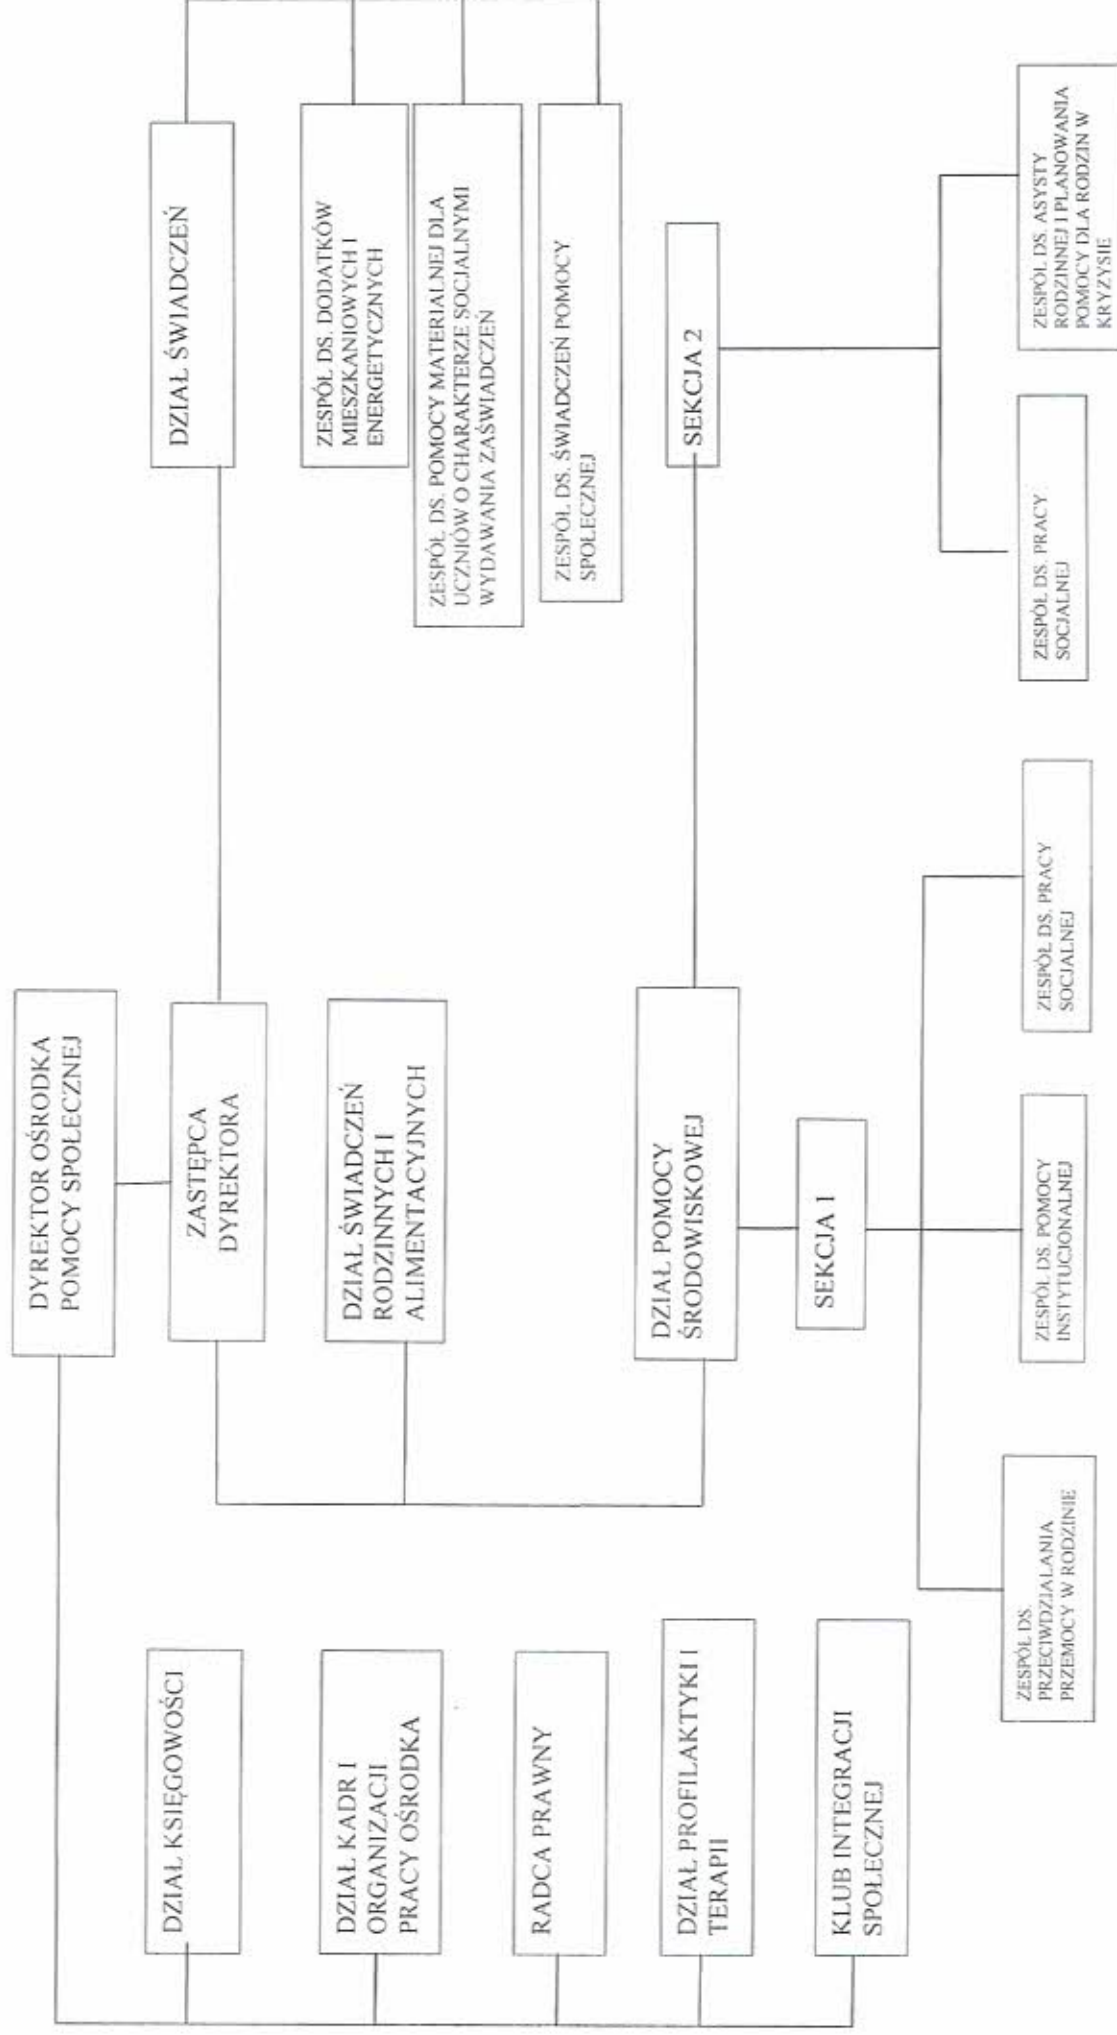 DYREKTOR OŚRODKA
POMOCY SPOŁECZNEJ
ZASTĘPCA
DYREKTORA
DZIAŁ ŚWIADCZEŃ
DZIAŁ KSIĘGOWOŚCI
DZIAŁ KADR I
ORGANIZACJI
PRACY OŚRODKA
RADCA PRAWNY
DZIAŁ PROFILAKTYKI I
TERAPII
KLUB INTEGRACJI
SPOŁECZNEJ
DZIAŁ ŚWIADCZEŃ
RODZINNYCH I
ALIMENTACYJNYCH
DZIAŁ POMOCY
ŚRODOWISKOWEJ
ZESPÓŁ DS. DODATKÓW
MIESZKANIOWYCH I
ENERGETYCZNYCH
ZESPÓŁ DS. POMOCY MATERIALNEJ DLA
UCZNIÓW O CHARAKTERZE SOCJALNYMI
WYDAWANIA ZAŚWIADCZEŃ
ZESPÓŁ DS. ŚWIADCZEŃ POMOCY
SPOŁECZNEJ
SEKCJA 1
SEKCJA 2
ZESPÓŁ DS.
PRZECIWDZIALANIA
PRZEMOCY W RODZINIE
ZESPÓŁ DS. POMOCY
INSTYTUCJONALNEJ
ZESPÓŁ DS. PRACY
SOCJALNEJ
ZESPÓŁ DS. PRACY
SOCJALNEJ
ZESPÓŁ DS. ASYSTY
RODZINNEJ I PLANOWANIA
POMOCY DLA RODZIN W
KRYZYSIE